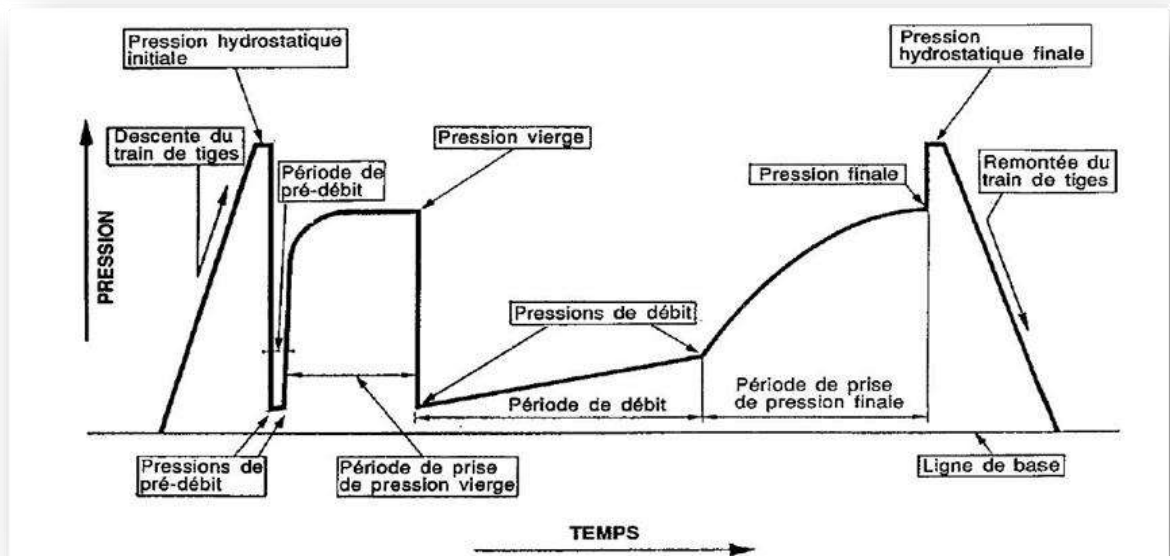 Pression hydrostatique
initiale
Pression
hydrostatique finale
Descente du
train de tiges
Pression vierge
Remontée du
train de tiges
Période de
pré-débit
Pression finale
PRESSION
Pressions de débit
Période de débit
Période de prise
de pression finale
Pressions de
pré-débit
Période de prise
de pression vierge
Ligne de base
TEMPS